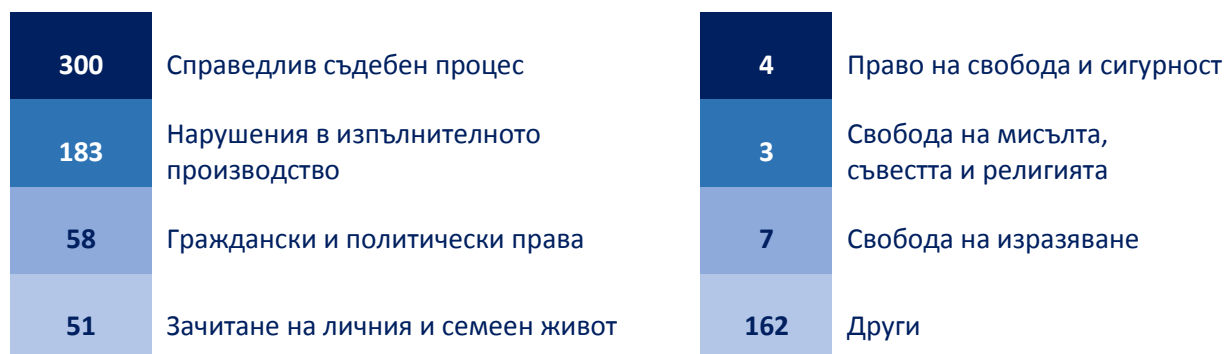 300 Справедлив съдебен процес
183 Нарушения в изпълнителното
производство
58 Граждански и политически права
51 Зачитане на личния и семеен живот
4 Право на свобода и сигурност
3 Свобода на мисълта,
съвестта и религията
7 Свобода на изразяване
162 Други